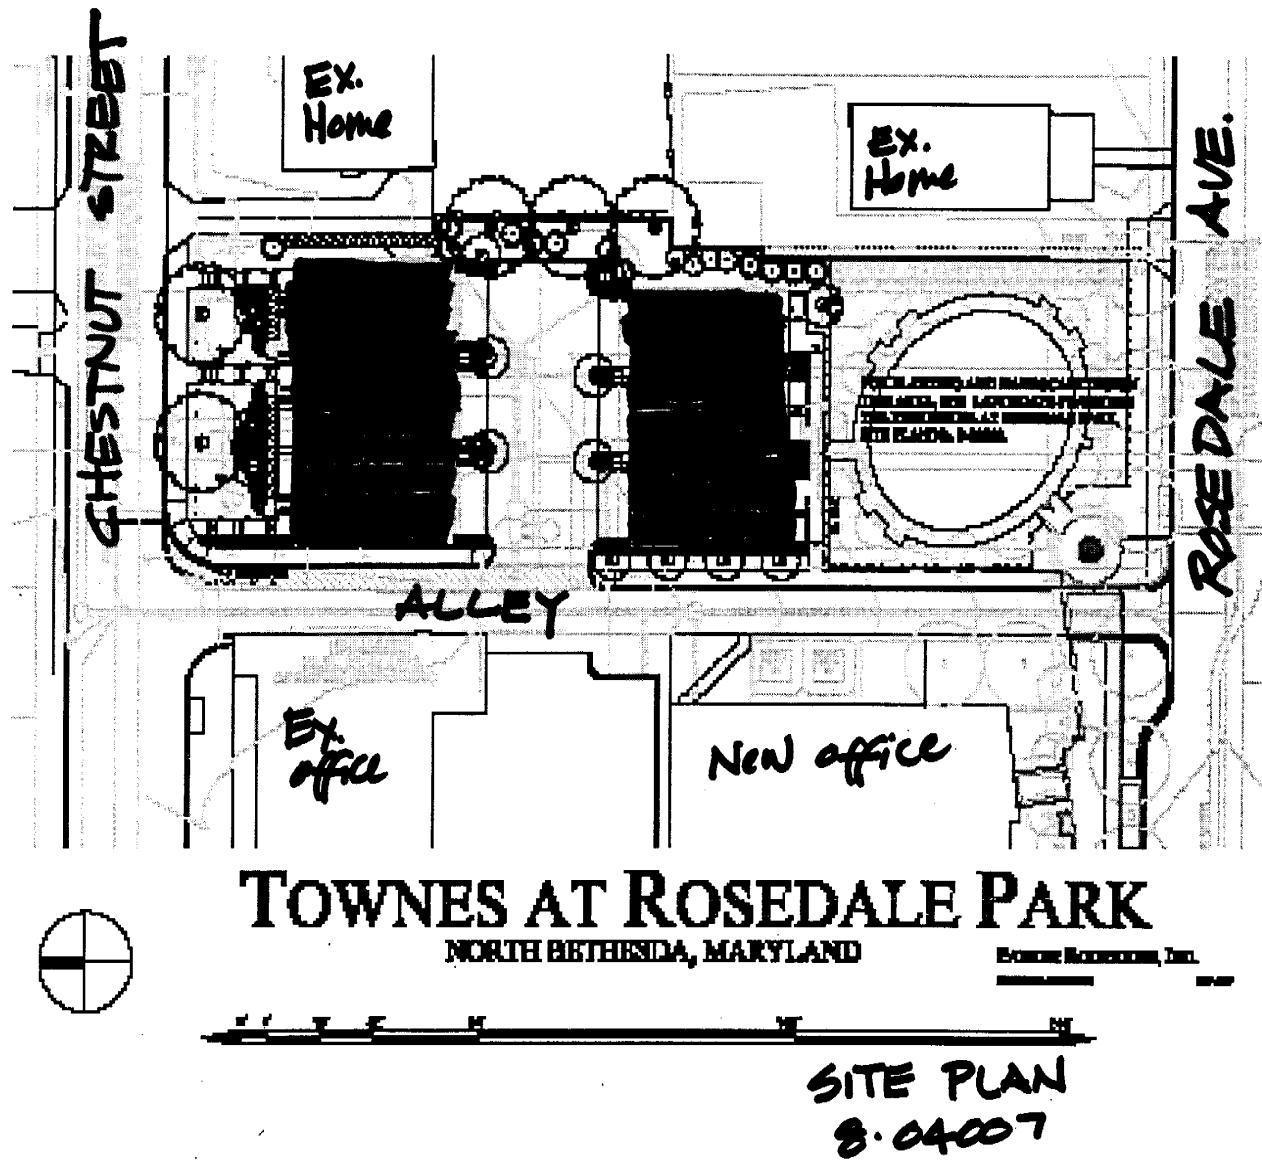 CHESTNUT STREET
Ex.
Home
Ex.
Home
ROSEDALE AVE.
ALLEY
Ex.
office
New office
TOWNES AT ROSEDALE PARK
NORTH BETHESDA, MARYLAND
SITE PLAN
8.04007